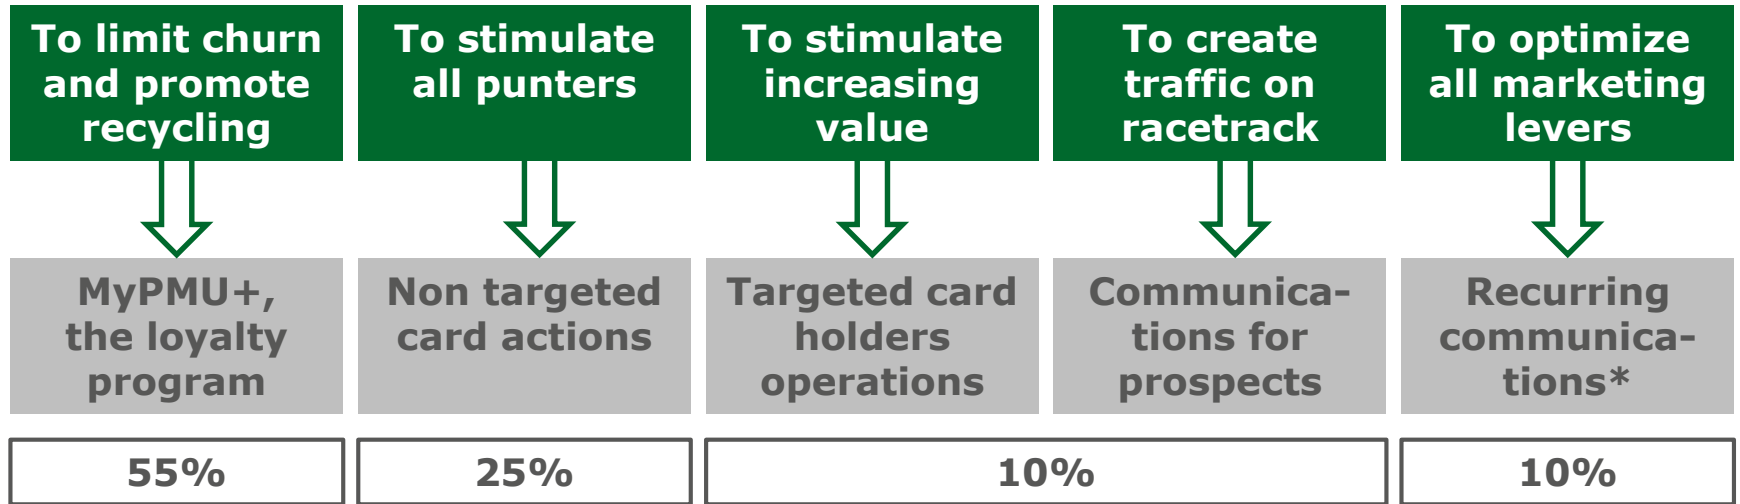 To limit churn
and promote
recycling
To stimulate
all punters
To stimulate
increasing
value
To create
traffic on
racetrack
To optimize
all marketing
levers
MyPMU+,
the loyalty
program
Non targeted
card actions
Targeted card
holders
operations
Communica-
tions for
prospects
Recurring
communica-
tions*
55%
25%
10%
10%